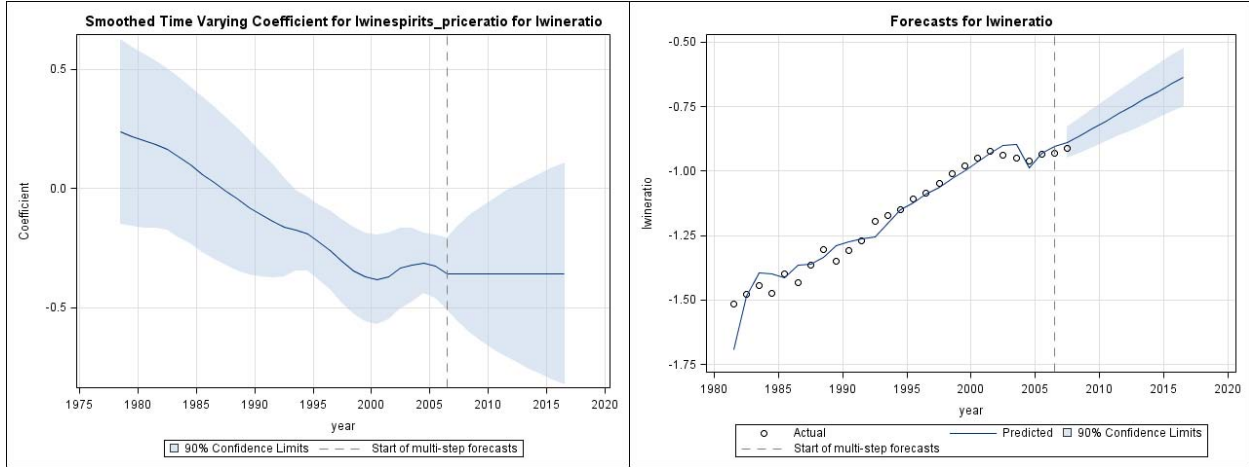 Smoothed Time Varying Coefficient for lwinespirits_priceratio for lwineratio
0.5
0.0
-0.5
Coefficient
1975 1980 1985 1990 1995 2000 2005 2010 2015 2020
year
90% Confidence Limits Start of multi-step forecasts
Forecasts for lwineratio
-0.50
-0.75
-1.00
-1.25
-1.50
-1.75
lwineratio
1980 1985 1990 1995 2000 2005 2010 2015 2020
year
Actual Predicted 90% Confidence Limits
Start of multi-step forecasts